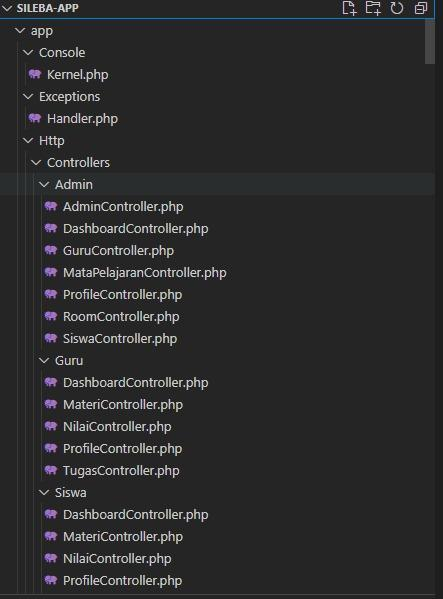 SILEBA-APP
app
Console
Kernel.php
Exceptions
Handler.php
Http
Controllers
Admin
AdminController.php
DashboardController.php
GuruController.php
MataPelajaranController.php
ProfileController.php
RoomController.php
SiswaController.php
Guru
DashboardController.php
MateriController.php
NilaiController.php
ProfileController.php
TugasController.php
Siswa
DashboardController.php
MateriController.php
NilaiController.php
ProfileController.php